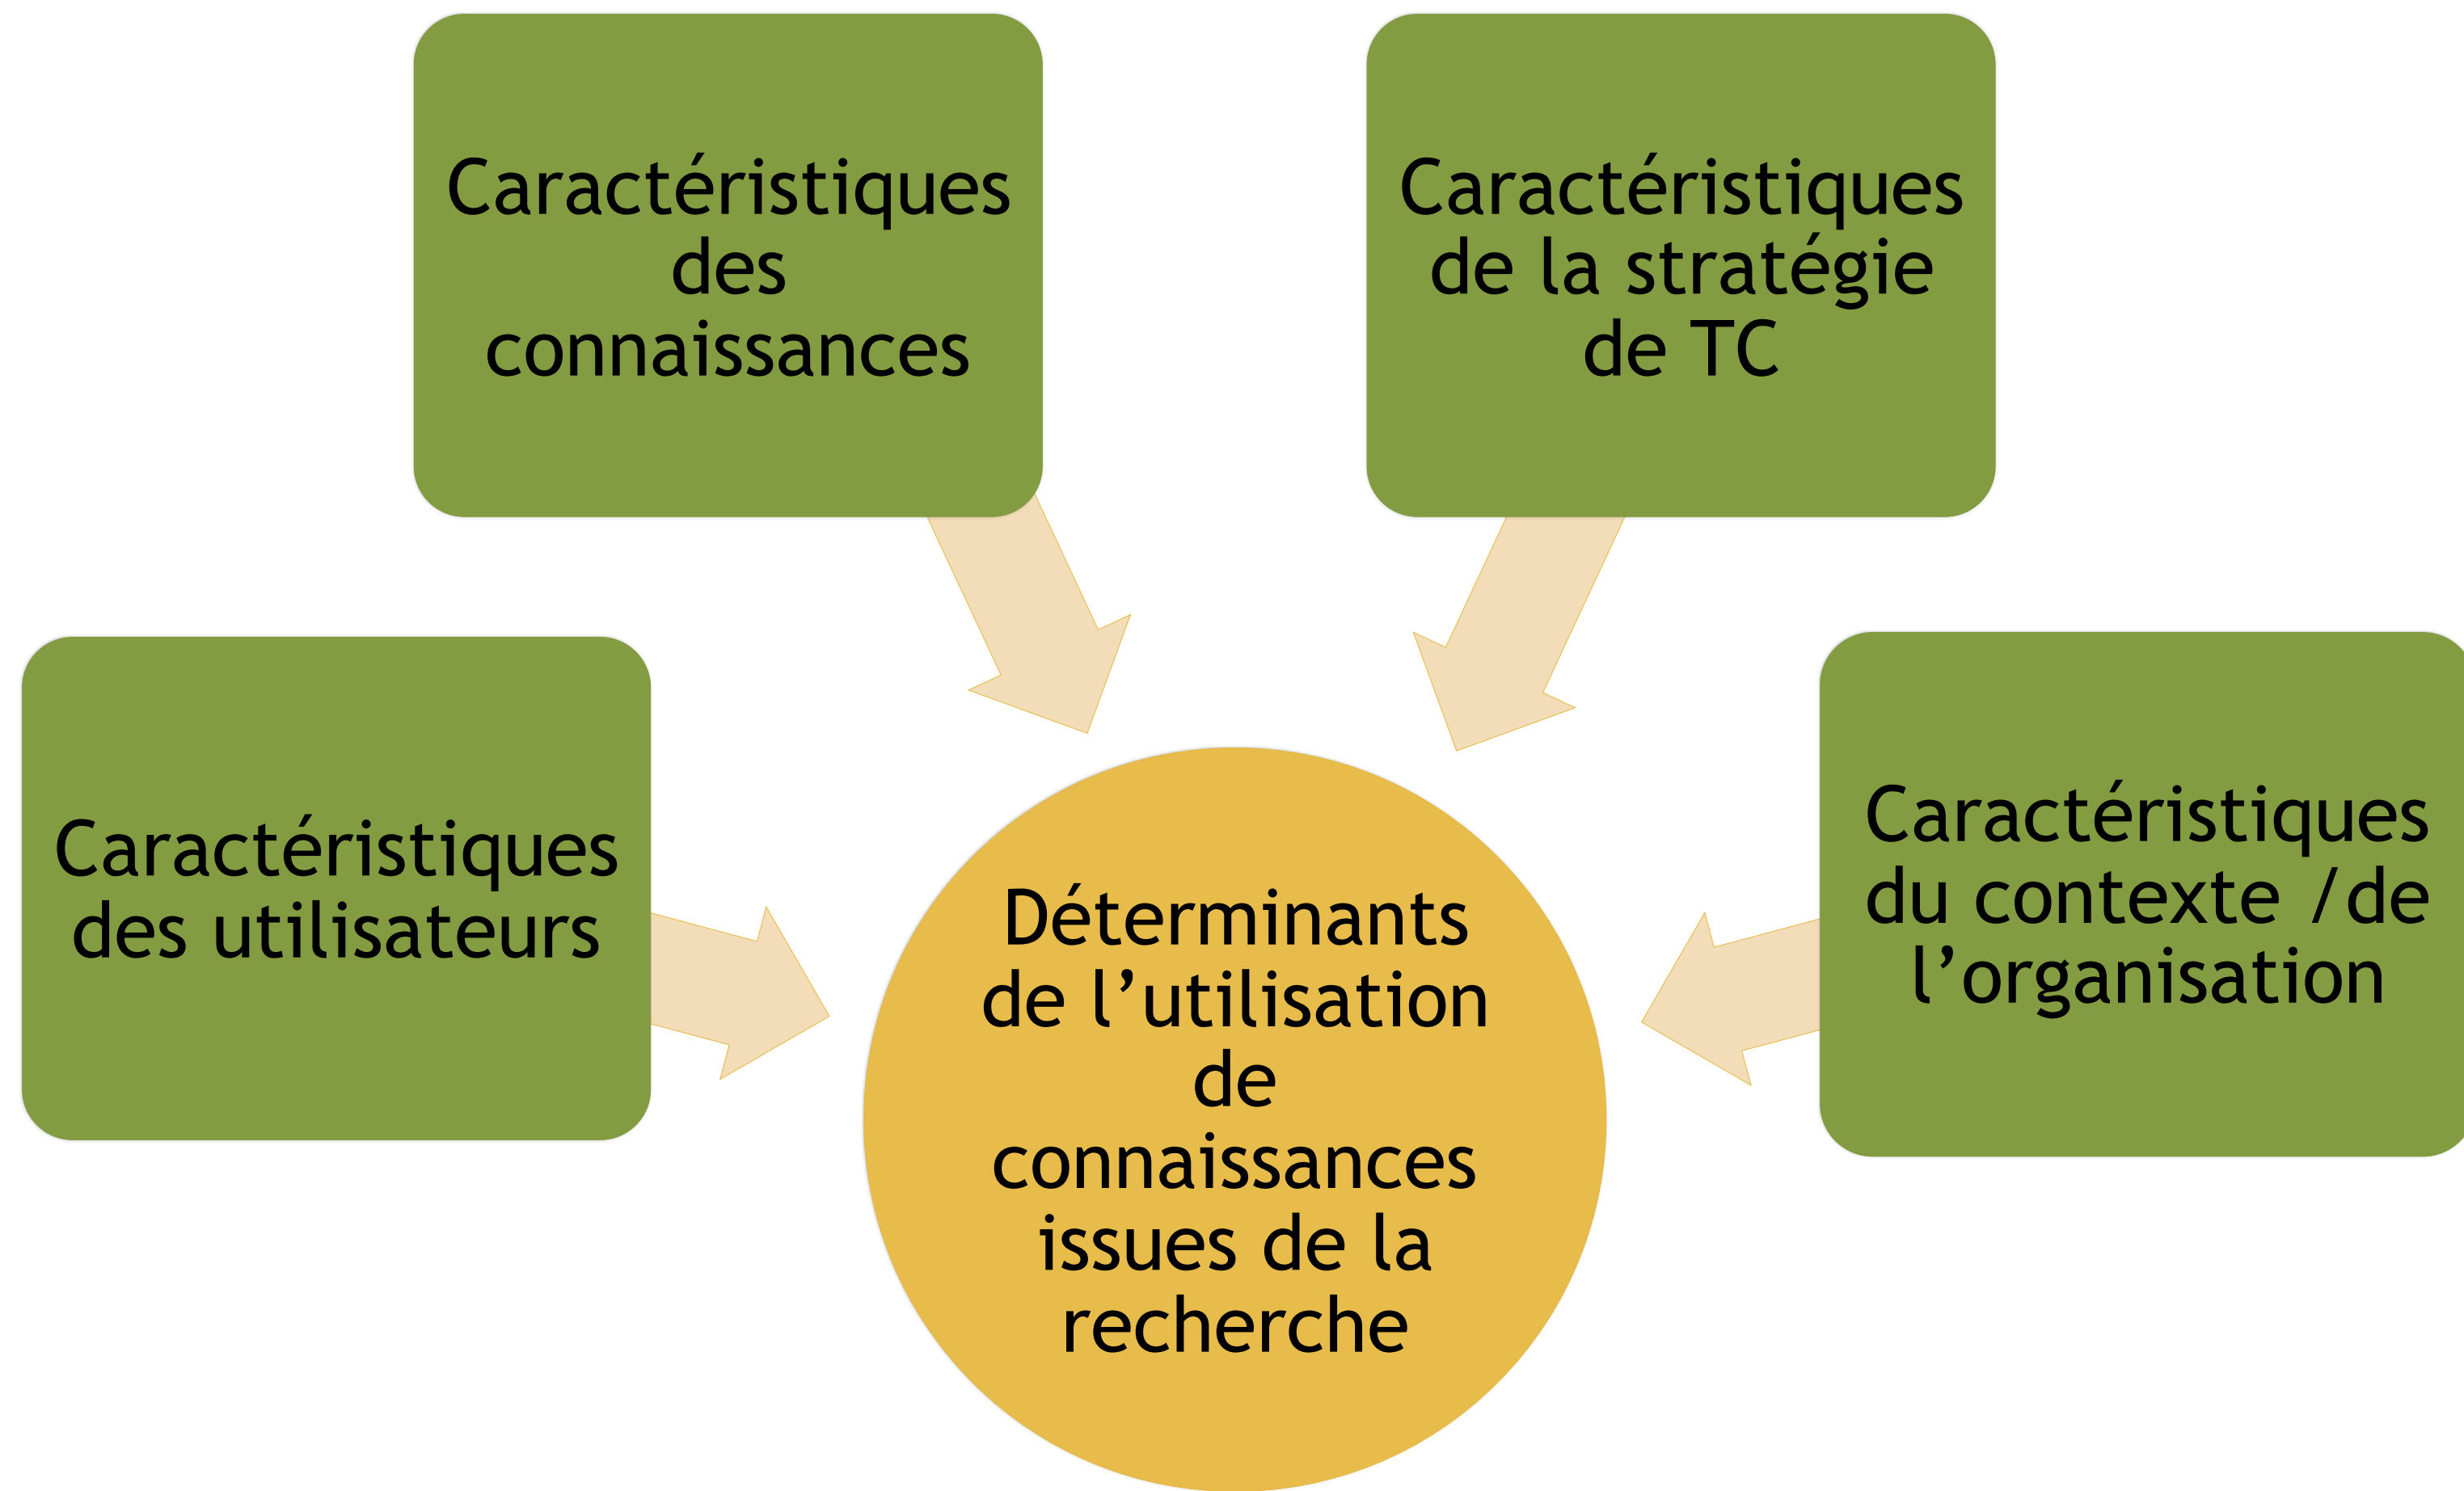 Caractéristiques
des
connaissances
Caractéristiques
de la stratégie
de TC
Caractéristiques
des utilisateurs
Caractéristiques
du contexte /de
l’organisation
Déterminants
de l’utilisation
de
connaissances
issues de la
recherche